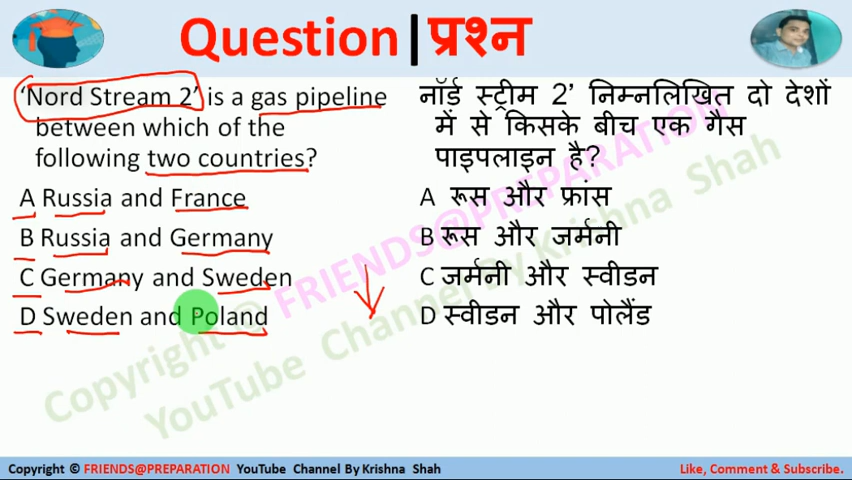 Question|प्रश्न
‘Nord Stream 2’ is a gas pipeline
between which of the
following two countries?
A Russia and France
B Russia and Germany
C Germany and Sweden
D Sweden and Poland
नॉर्ड स्ट्रीम 2’ निम्नलिखित दो देशों
में से किसके बीच एक गैस
पाइपलाइन है?
A रूस और फ्रांस
B रूस और जर्मनी
C जर्मनी और स्वीडन
D स्वीडन और पोलैंड
Copyright © FRIENDS@PREPARATION
YouTube Channel By Krishna Shah
Copyright © FRIENDS@PREPARATION YouTube Channel By Krishna Shah
Like, Comment & Subscribe.